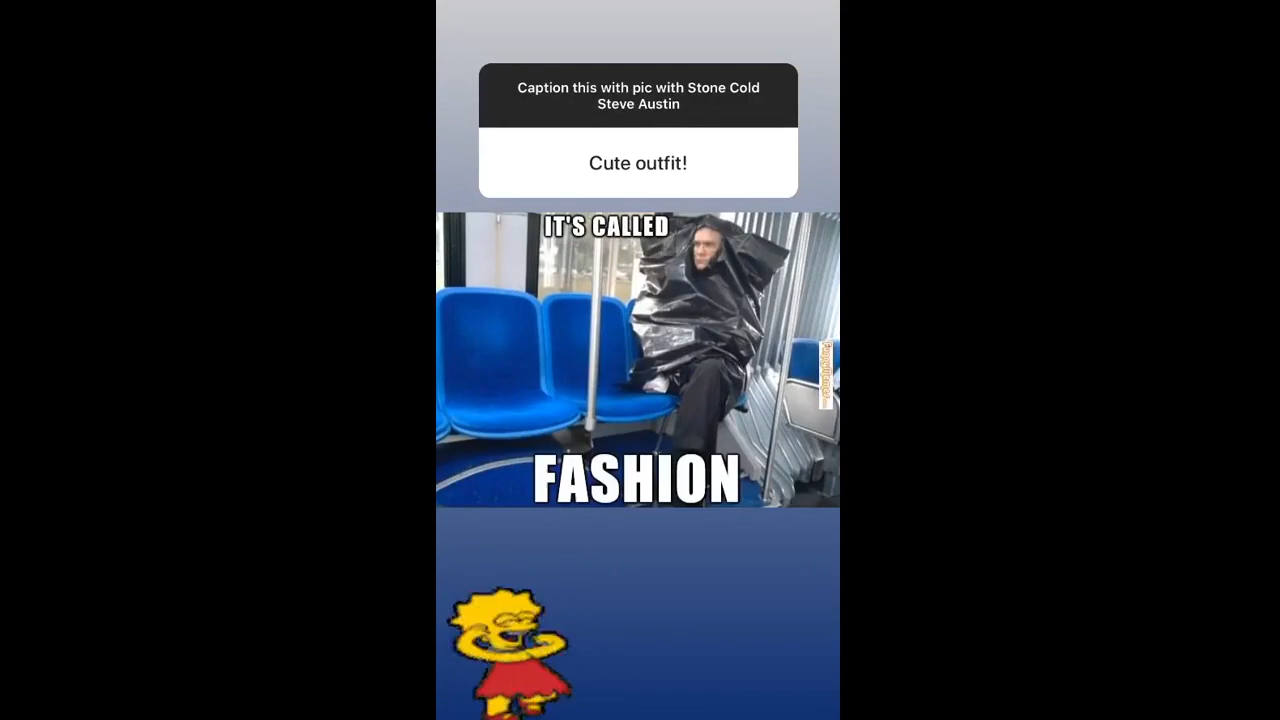 Caption this with pic with Stone Cold
Steve Austin
Cute outfit!
IT'S CALLED
FASHION